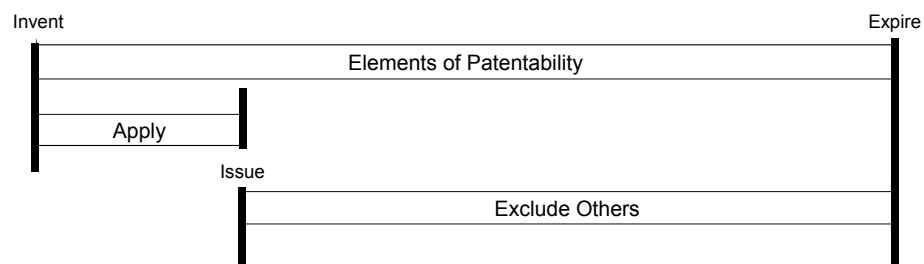 Invent
Expire
Elements of Patentability
Apply
Issue
Exclude Others